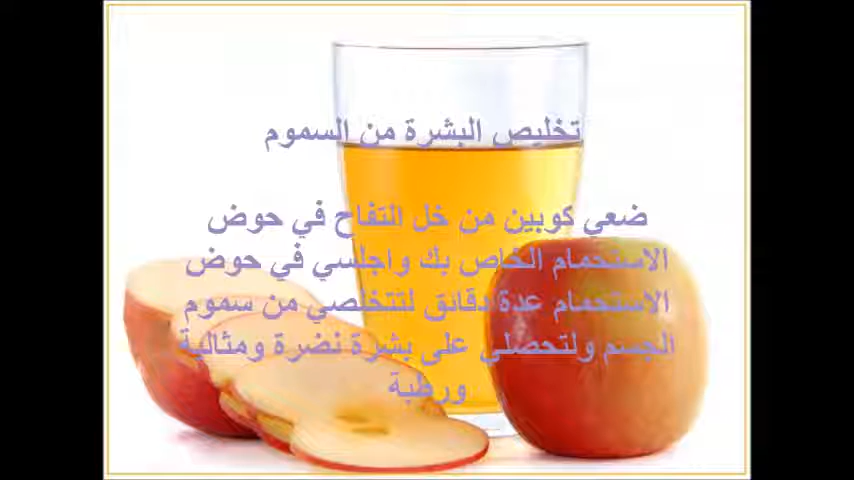 تخليص البشرة من السموم
ضعي كوبين من خل التفاح في حوض
الاستحمام الخاص بك واجلسي في حوض
الاستحمام عدة دقائق لتتخلصي من سموم
الجسم ولتحصلي على بشرة نضرة ومثالية
ورطبة